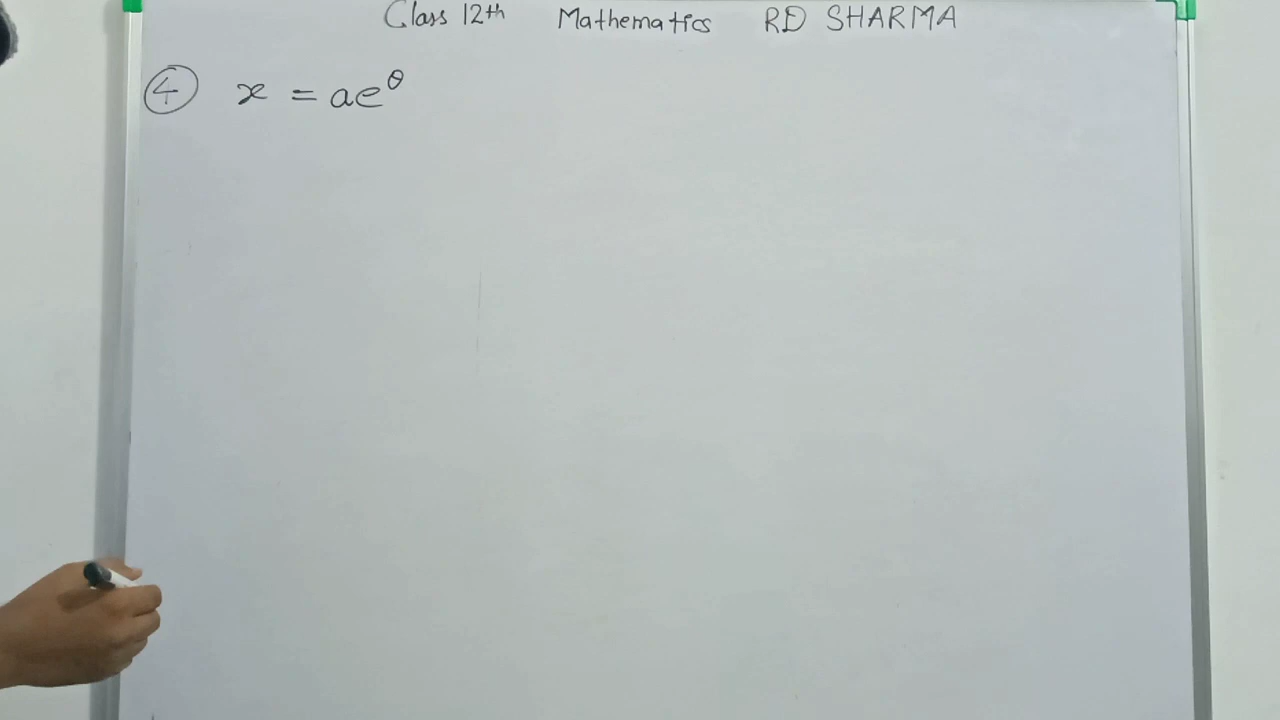 Class 12th Mathematics RD SHARMA
④ x = ae^θ